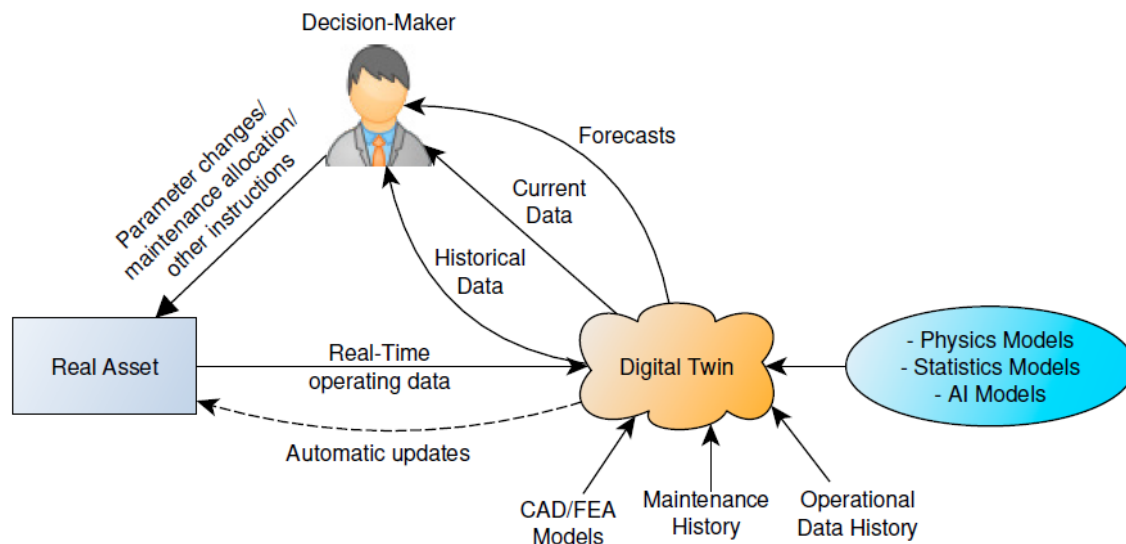 Decision-Maker
Parameter changes/
maintenance allocation/
other instructions
Forecasts
Current
Data
Historical
Data
Real Asset
Real-Time
operating data
Digital Twin
- Physics Models
- Statistics Models
- AI Models
Automatic updates
CAD/FEA
Models
Maintenance
History
Operational
Data History